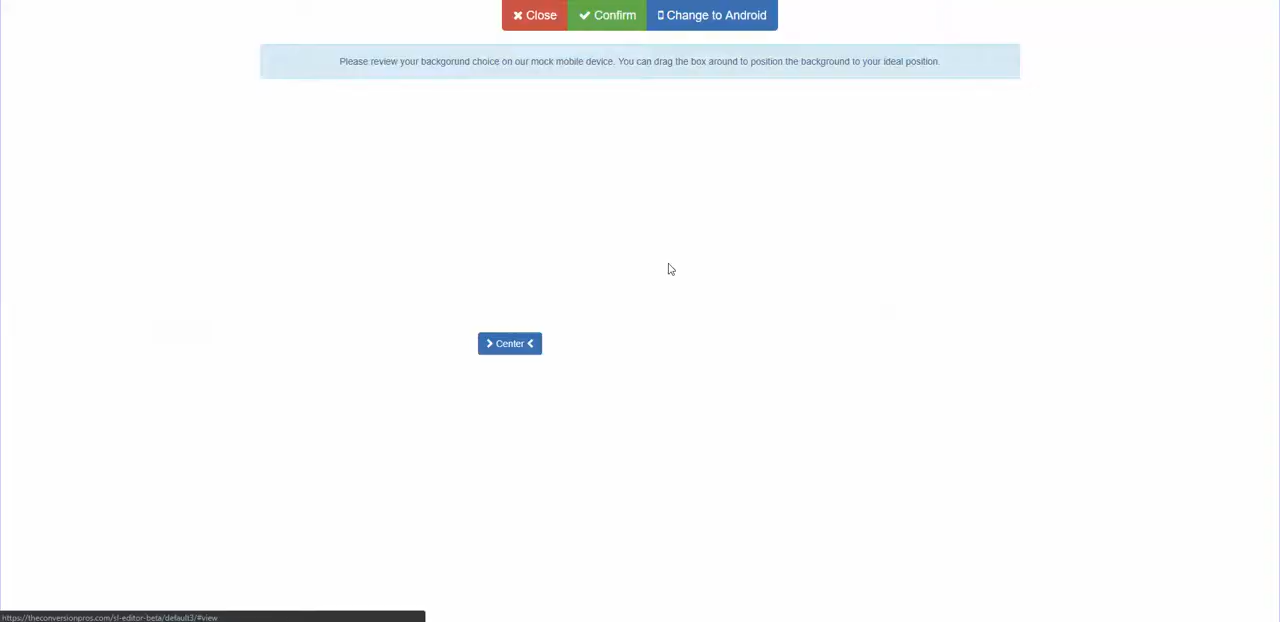 Close
Confirm
Change to Android
Please review your backgorund choice on our mock mobile device. You can drag the box around to position the background to your ideal position.
Center
https://theconversionpros.com/sl-editor-beta/default3/#view